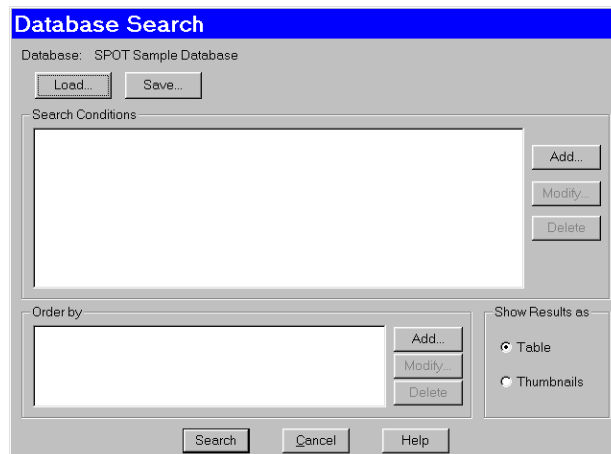 Database Search
Database: SPOT Sample Database
Load... Save...
Search Conditions
Add...
Modify...
Delete
Order by
Add...
Modify...
Delete
Show Results as
Table
Thumbnails
Search Cancel Help